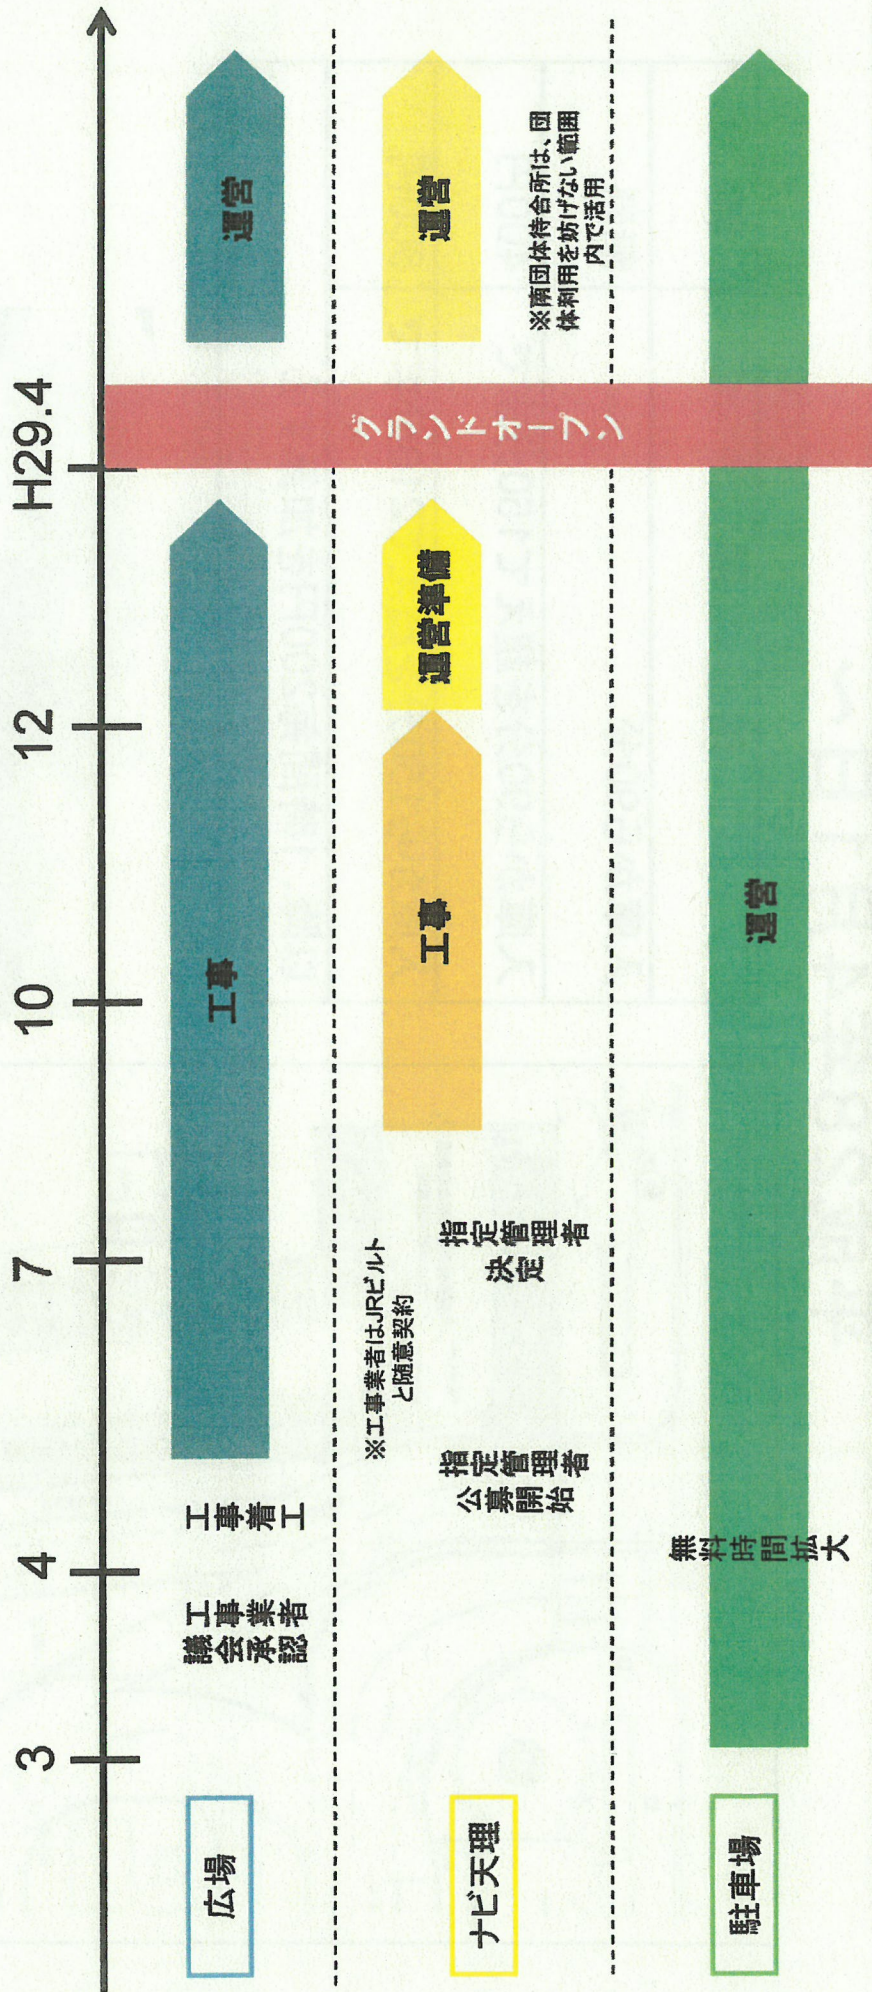 3
4
7
10
12
H29.4
広場
工事業者
議会承認
工事着工
工事
運営
ナビ天理
※工事業者はJRビルト
と随意契約
指定管理者
公募開始
指定管理者
決定
工事
運営準備
運営
※南団体待合所は、団
体利用を妨げない範囲
内で活用
駐車場
無料時間拡大
運営
グランドオープン